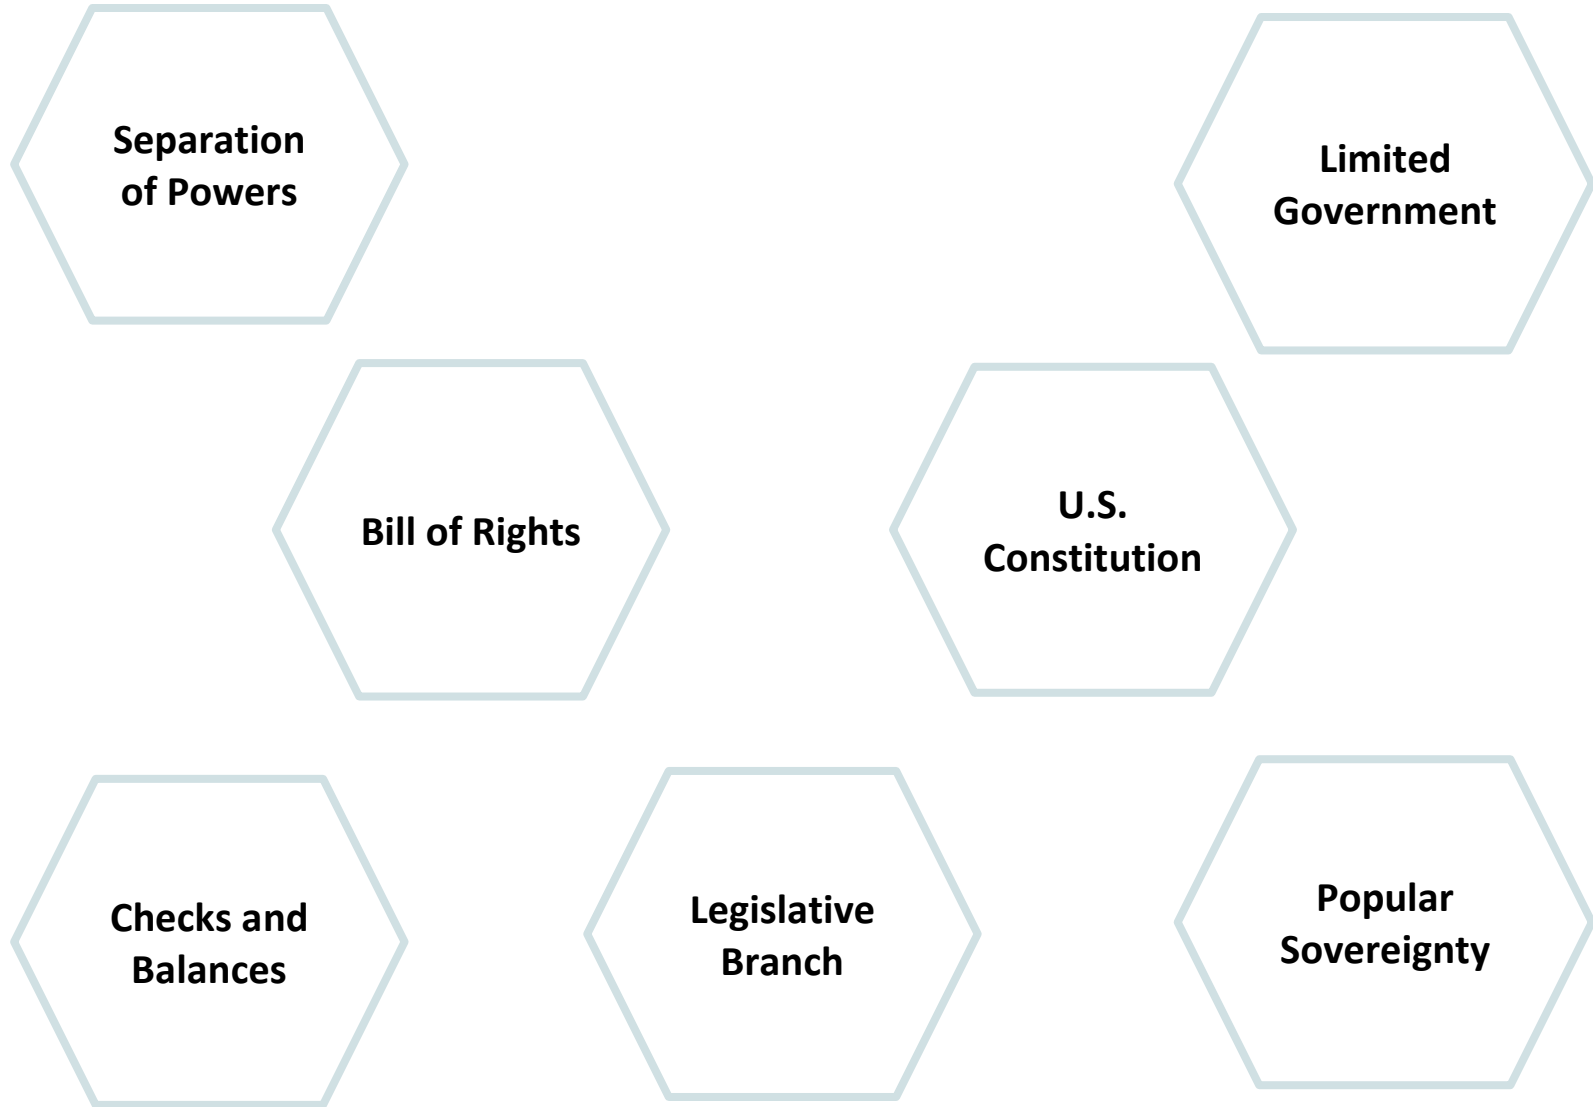 Separation
of Powers
Limited
Government
Bill of Rights
U.S.
Constitution
Checks and
Balances
Legislative
Branch
Popular
Sovereignty